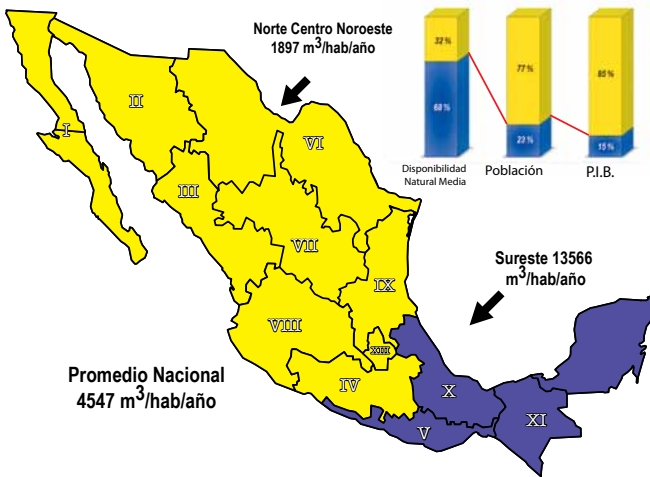 Norte Centro Noroeste
1897 m3/hab/año
32 %
68 %
77 %
23 %
85 %
15 %
Disponibilidad
Natural Media
Población
P.I.B.
I
II
III
VI
VII
VIII
IX
XIII
IV
V
X
XI
Sureste 13566
m3/hab/año
Promedio Nacional
4547 m3/hab/año